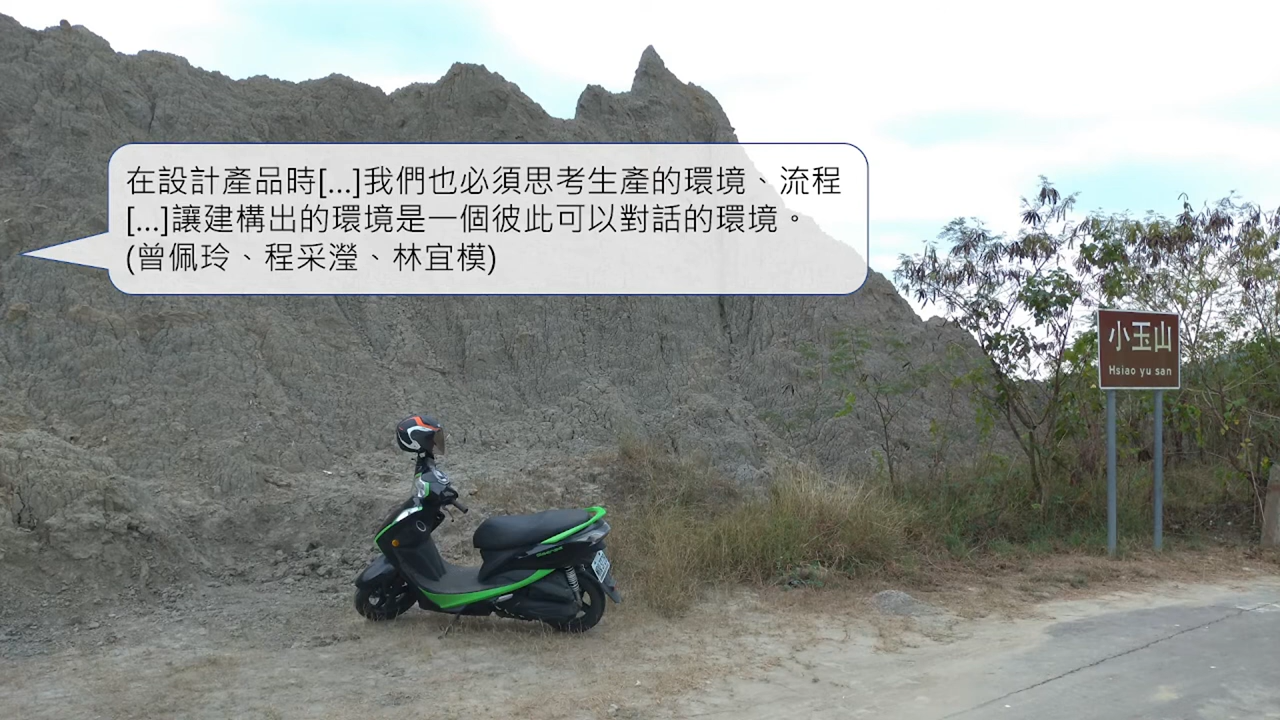 在設計產品時[...]我們也必須思考生產的環境、流程
[...]讓建構出的環境是一個彼此可以對話的環境。
(曾佩玲、程采瀅、林宜模)
小玉山
Hsiao yu san